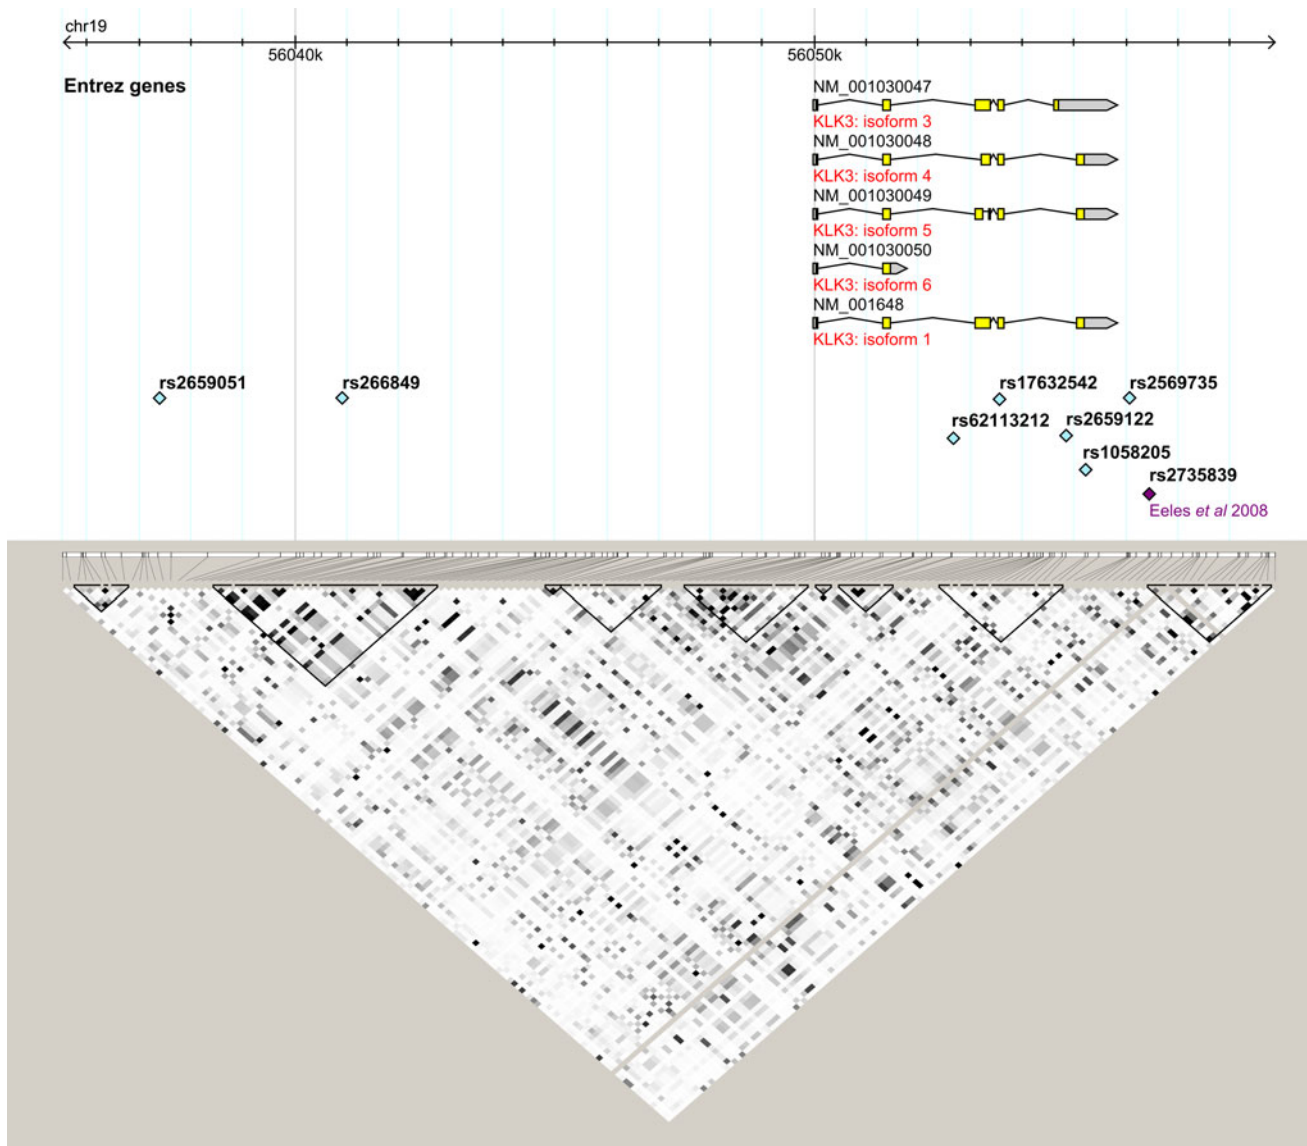 chr19
56040k 56050k
Entrez genes
NM_001030047
KLK3: isoform 3
NM_001030048
KLK3: isoform 4
NM_001030049
KLK3: isoform 5
NM_001030050
KLK3: isoform 6
NM_001648
KLK3: isoform 1
rs2659051 rs266849 rs17632542 rs2569735
rs62113212 rs2659122
rs1058205
rs2735839
Eeles et al 2008